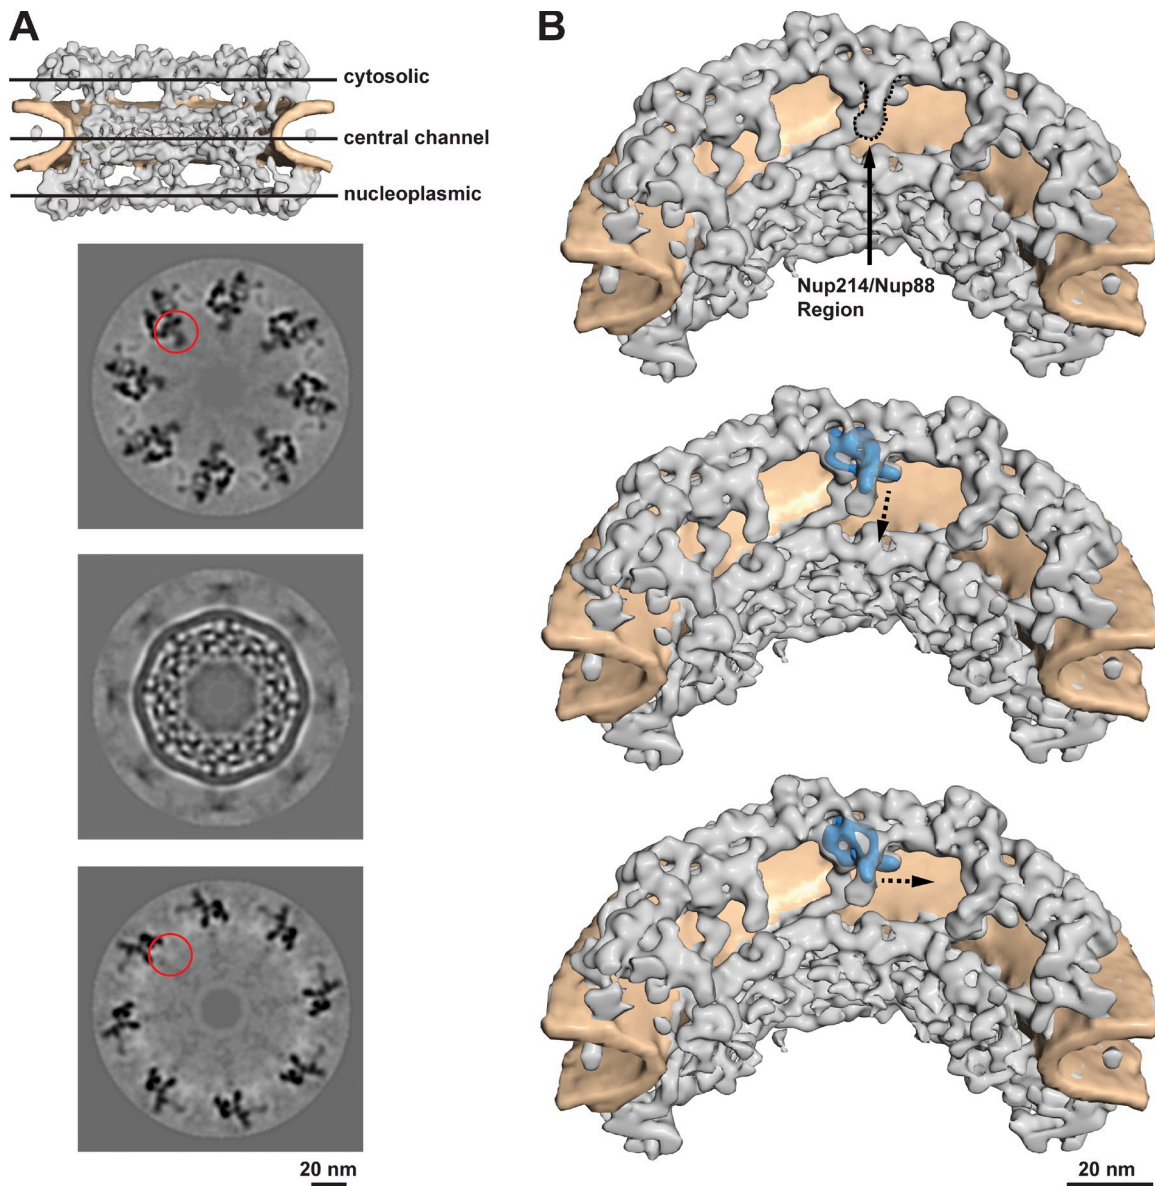 A
cytosolic
central channel
nucleoplasmic
20 nm
B
Nup214/Nup88
Region
20 nm